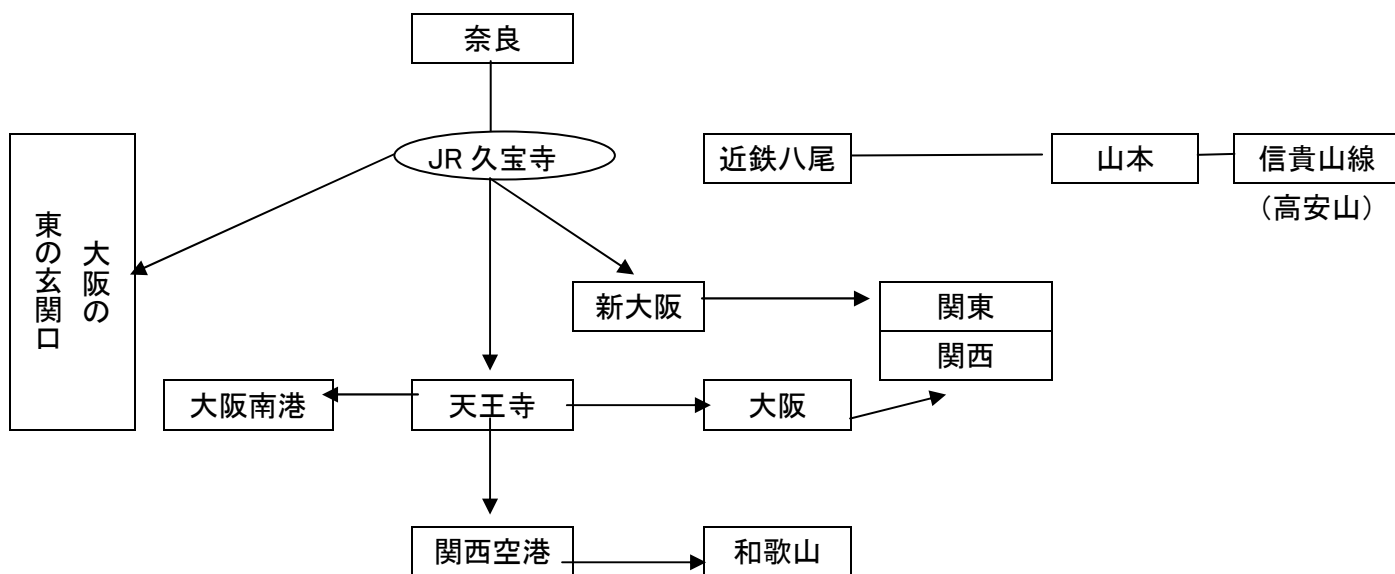 奈良
JR 久宝寺
近鉄八尾
山本
信貴山線
（高安山）
大阪の
東の玄関口
新大阪
関東
関西
大阪南港
天王寺
大阪
関西空港
和歌山